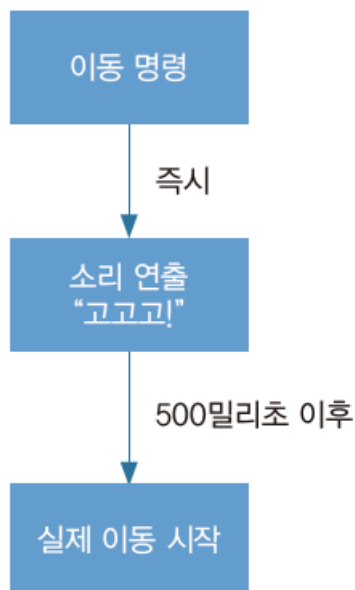 이동 명령
즉시
소리 연출
“고고고!”
500밀리초 이후
실제 이동 시작